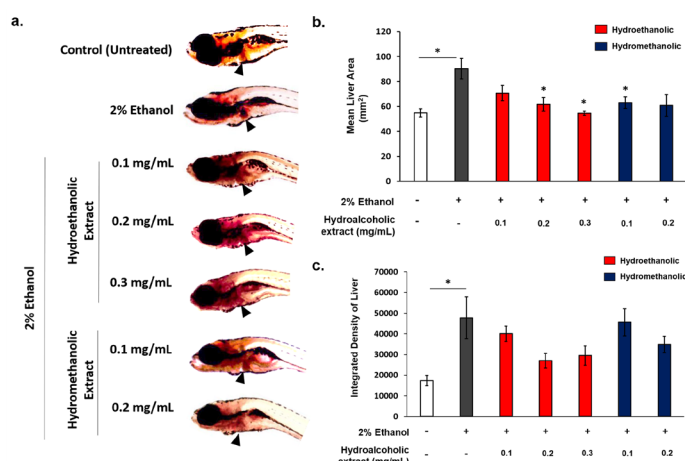 a.
Control (Untreated)
2% Ethanol
2% Ethanol
Hydroethanolic
Extract
0.1 mg/mL
0.2 mg/mL
0.3 mg/mL
Hydromethanolic
Extract
0.1 mg/mL
0.2 mg/mL
b.
Hydroethanolic
Hydromethanolic
Mean Liver Area
(mm²)
120
100
80
60
40
20
0
* * * *
2% Ethanol - + + + + + +
Hydroalcoholic
extract (mg/mL) - - 0.1 0.2 0.3 0.1 0.2
c.
Hydroethanolic
Hydromethanolic
Integrated Density of Liver
70000
60000
50000
40000
30000
20000
10000
0
*
2% Ethanol - + + + + + +
Hydroalcoholic
extract (mg/mL) - - 0.1 0.2 0.3 0.1 0.2